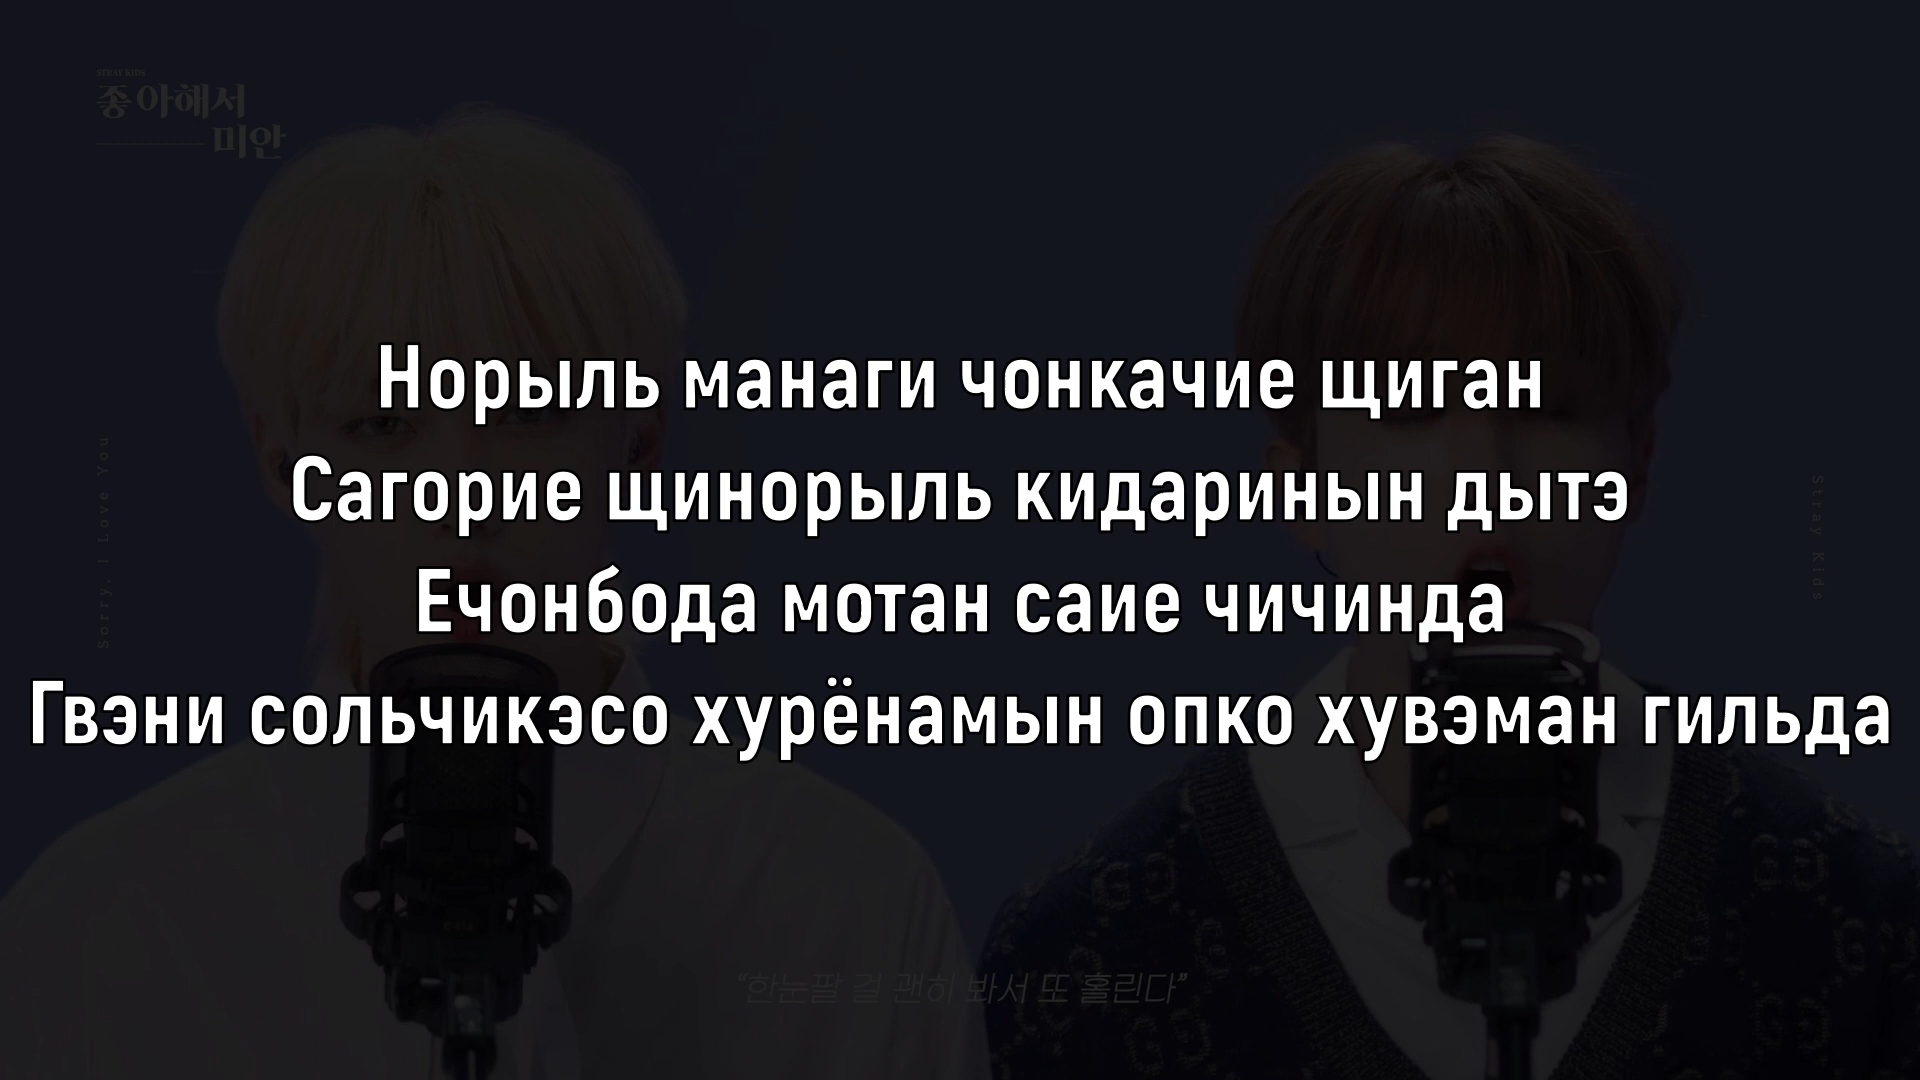 STRAY KIDS
좋아해서
미안
Норыль манаги чонкачие щиган
Сагорие щинорыль кидаринын дытэ
Ечонбода мотан саие чичинда
Гвэни сольчикэсо хурёнамын опко хувэман гильда
Sorry, I Love You
Stray Kids
“한눈팔 걸 괜히 봐서 또 홀린다”